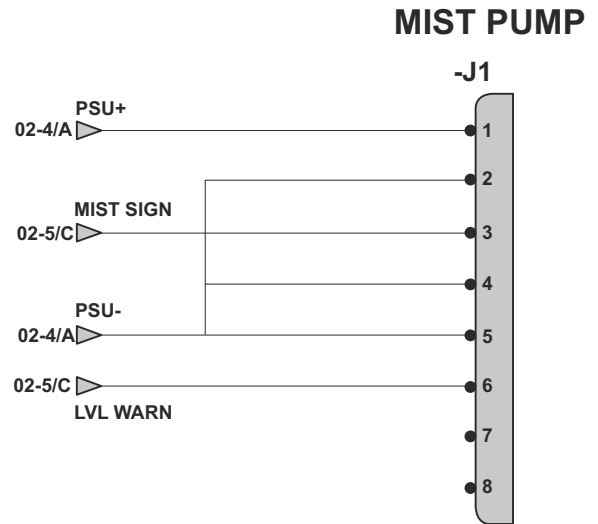 MIST PUMP
-J1
PSU+
02-4/A
1
2
MIST SIGN
02-5/C
3
4
PSU-
02-4/A
5
02-5/C
6
LVL WARN
7
8